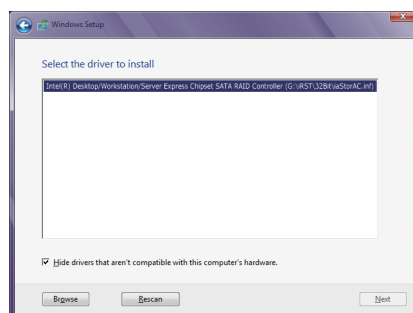 Windows Setup
Select the driver to install
Intel(R) Desktop/Workstation/Server Express Chipset SATA RAID Controller (G:\iRST\32Bit\iaStorAC.inf)
Hide drivers that aren't compatible with this computer's hardware.
Browse
Rescan
Next